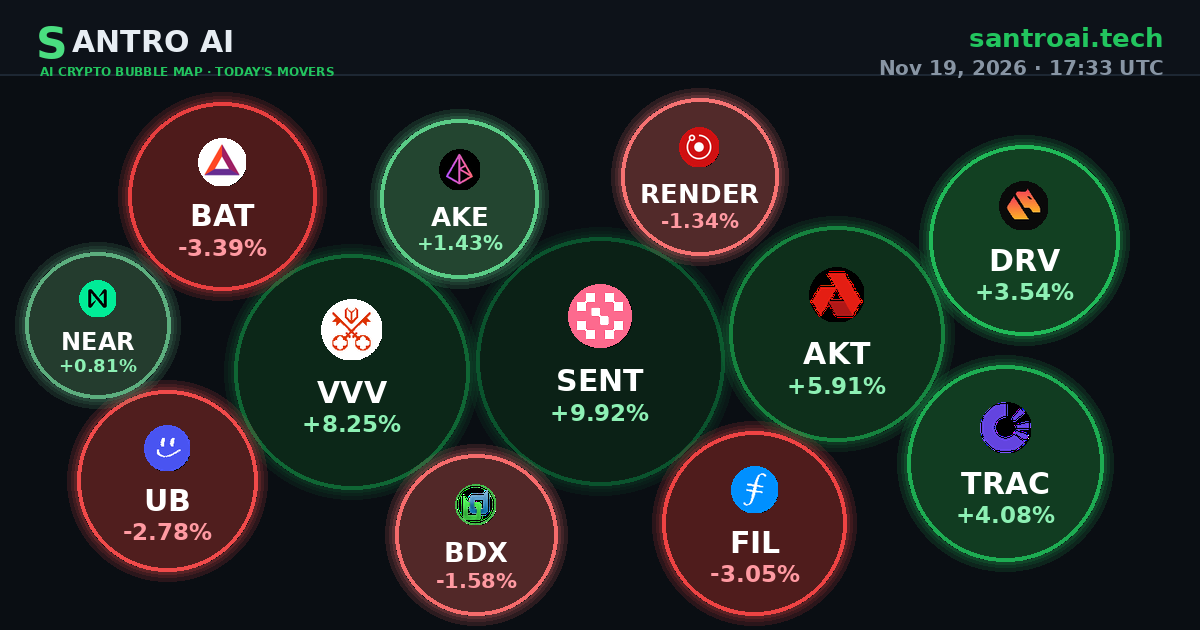 SANTRO AI
AI CRYPTO BUBBLE MAP · TODAY'S MOVERS
santroai.tech
Nov 19, 2026 · 17:33 UTC
BAT
-3.39%
AKE
+1.43%
RENDER
-1.34%
DRV
+3.54%
NEAR
+0.81%
VVV
+8.25%
SENT
+9.92%
AKT
+5.91%
UB
-2.78%
BDX
-1.58%
FIL
-3.05%
TRAC
+4.08%